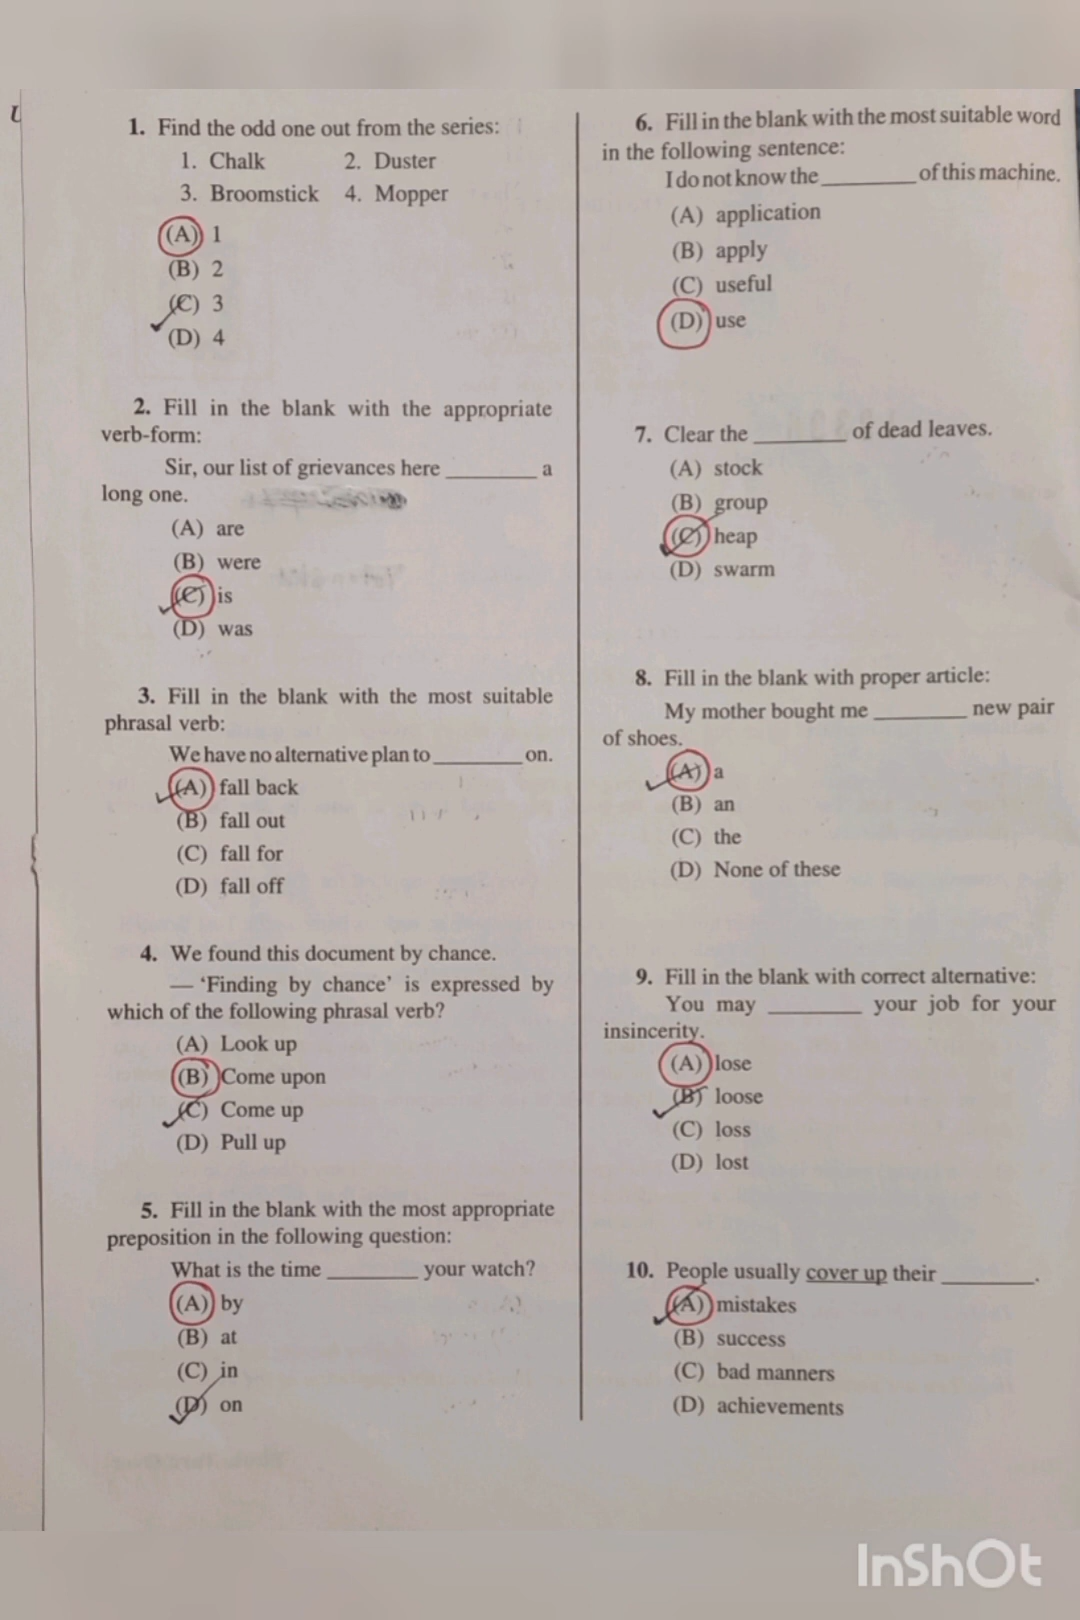 1. Find the odd one out from the series:
1. Chalk 2. Duster
3. Broomstick 4. Mopper
(A) 1
(B) 2
(C) 3
(D) 4
2. Fill in the blank with the appropriate
verb-form:
Sir, our list of grievances here ________ a
long one.
(A) are
(B) were
(C) is
(D) was
3. Fill in the blank with the most suitable
phrasal verb:
We have no alternative plan to ________ on.
(A) fall back
(B) fall out
(C) fall for
(D) fall off
4. We found this document by chance.
— ‘Finding by chance’ is expressed by
which of the following phrasal verb?
(A) Look up
(B) Come upon
(C) Come up
(D) Pull up
5. Fill in the blank with the most appropriate
preposition in the following question:
What is the time ________ your watch?
(A) by
(B) at
(C) in
(D) on
6. Fill in the blank with the most suitable word
in the following sentence:
I do not know the ________ of this machine.
(A) application
(B) apply
(C) useful
(D) use
7. Clear the ________ of dead leaves.
(A) stock
(B) group
(C) heap
(D) swarm
8. Fill in the blank with proper article:
My mother bought me ________ new pair
of shoes.
(A) a
(B) an
(C) the
(D) None of these
9. Fill in the blank with correct alternative:
You may ________ your job for your
insincerity.
(A) lose
(B) loose
(C) loss
(D) lost
10. People usually cover up their ________.
(A) mistakes
(B) success
(C) bad manners
(D) achievements
InShOt